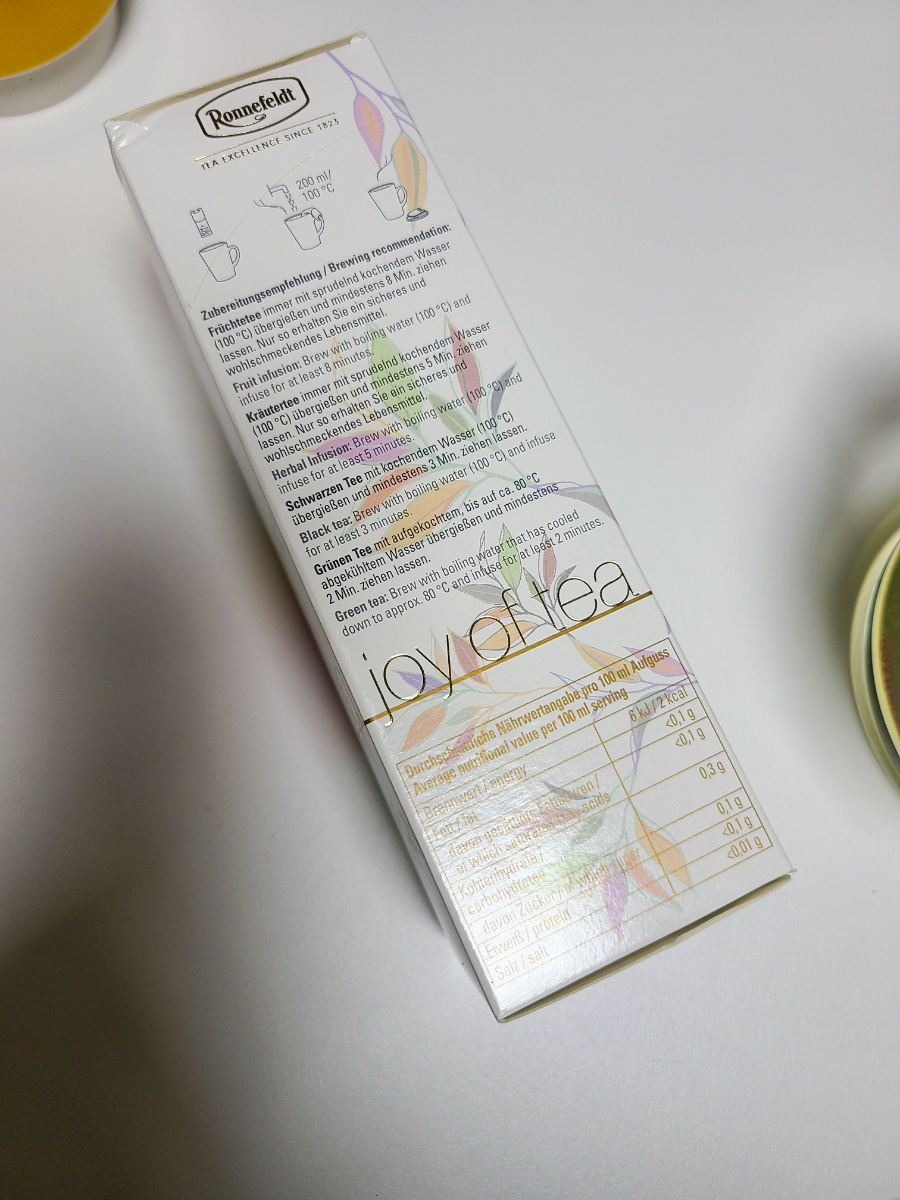 Ronnefeldt
TEA EXCELLENCE SINCE 1823
200 ml/
100 °C
Zubereitungsempfehlung / Brewing recommendation:
Früchtetee immer mit sprudelnd kochendem Wasser
(100 °C) übergießen und mindestens 8 Min. ziehen
lassen. Nur so erhalten Sie ein sicheres und
wohlschmeckendes Lebensmittel.
Fruit infusion: Brew with boiling water (100 °C) and
infuse for at least 8 minutes.
Kräutertee immer mit sprudelnd kochendem Wasser
(100 °C) übergießen und mindestens 5 Min. ziehen
lassen. Nur so erhalten Sie ein sicheres und
wohlschmeckendes Lebensmittel.
Herbal Infusion: Brew with boiling water (100 °C) and
infuse for at least 5 minutes.
Schwarzen Tee mit kochendem Wasser (100 °C)
übergießen und mindestens 3 Min. ziehen lassen.
Black tea: Brew with boiling water (100 °C) and infuse
for at least 3 minutes.
Grünen Tee mit aufgekochtem, bis auf ca. 80 °C
abgekühltem Wasser übergießen und mindestens
2 Min. ziehen lassen.
Green tea: Brew with boiling water that has cooled
down to approx. 80 °C and infuse for at least 2 minutes.
joy of tea
Durchschnittliche Nährwertangabe pro 100 ml Aufguss
Average nutritional value per 100 ml serving
Brennwert / energy 6 kJ / 2 kcal
Fett / fat <0,1 g
davon gesättigte Fettsäuren / <0,1 g
of which saturated fatty acids
Kohlenhydrate / 0,3 g
carbohydrates
davon Zucker / of which sugar 0,1 g
Eiweiß / protein <0,1 g
Salz / salt <0,01 g